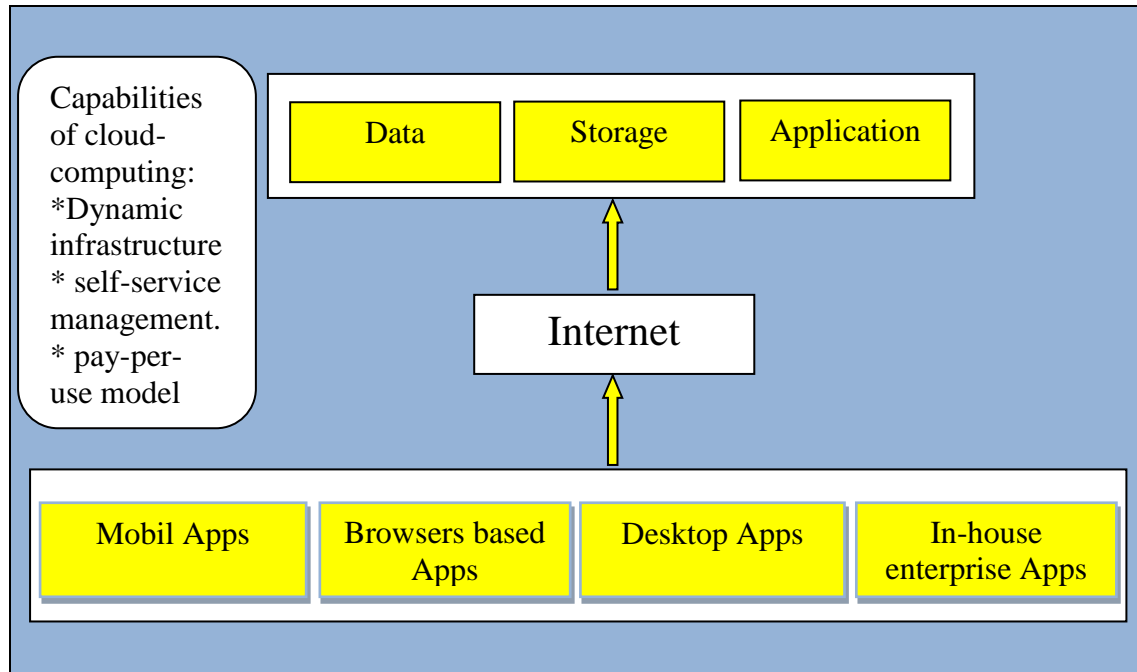 Capabilities
of cloud-
computing:
*Dynamic
infrastructure
* self-service
management.
* pay-per-
use model
Data
Storage
Application
Internet
Mobil Apps
Browsers based
Apps
Desktop Apps
In-house
enterprise Apps